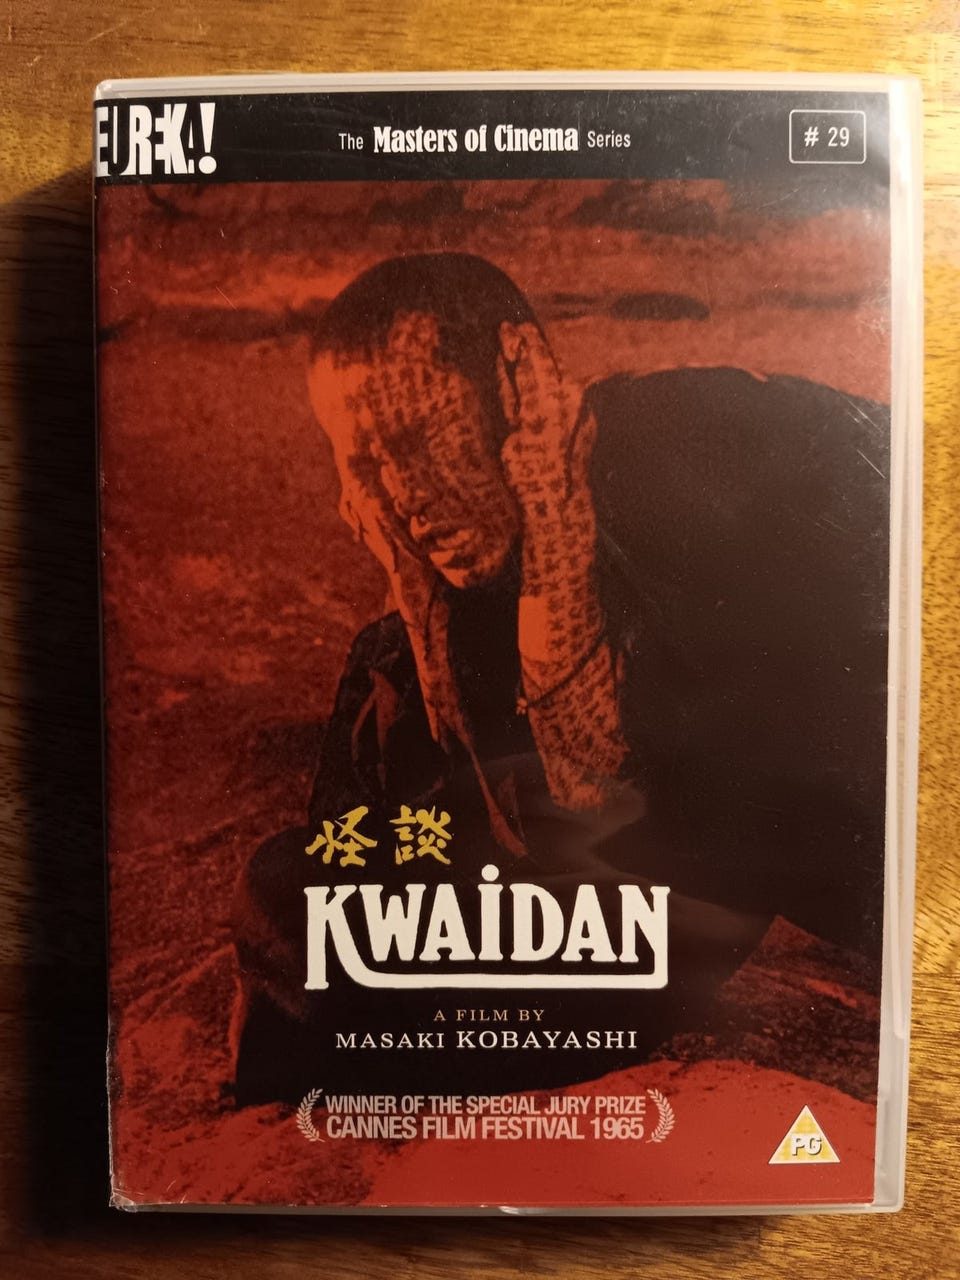 EUREKA!
The Masters of Cinema Series
# 29
怪談
KWAIDAN
A FILM BY
MASAKI KOBAYASHI
WINNER OF THE SPECIAL JURY PRIZE
CANNES FILM FESTIVAL 1965
PG